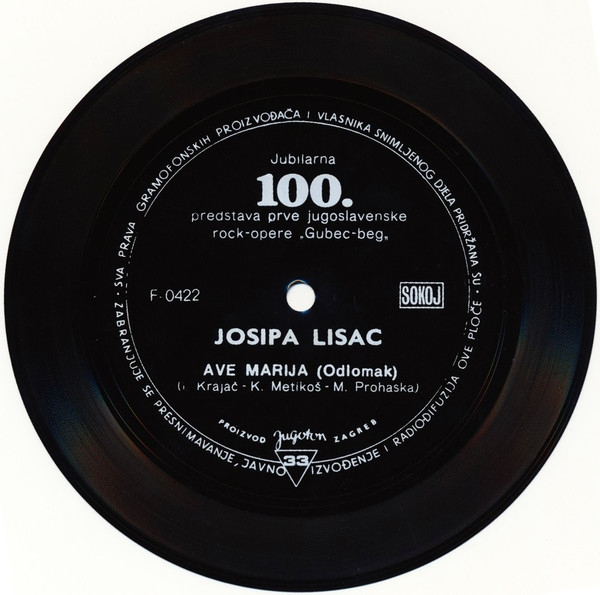 SVA PRAVA GRAMOFONSKIH PROIZVOĐAČA I VLASNIKA SNIMLJENOG DJELA PRIDRŽANA SU · ZABRANJUJE SE PRESNIMAVANJE, JAVNO IZVOĐENJE I RADIODIFUZIJA OVE PLOČE ·
Jubilarna
100.
predstava prve jugoslavenske
rock-opere „Gubec-beg„
F-0422
SOKOJ
JOSIPA LISAC
AVE MARIJA (Odlomak)
(I. Krajač - K. Metikoš - M. Prohaska)
PROIZVOD Jugoton ZAGREB
33